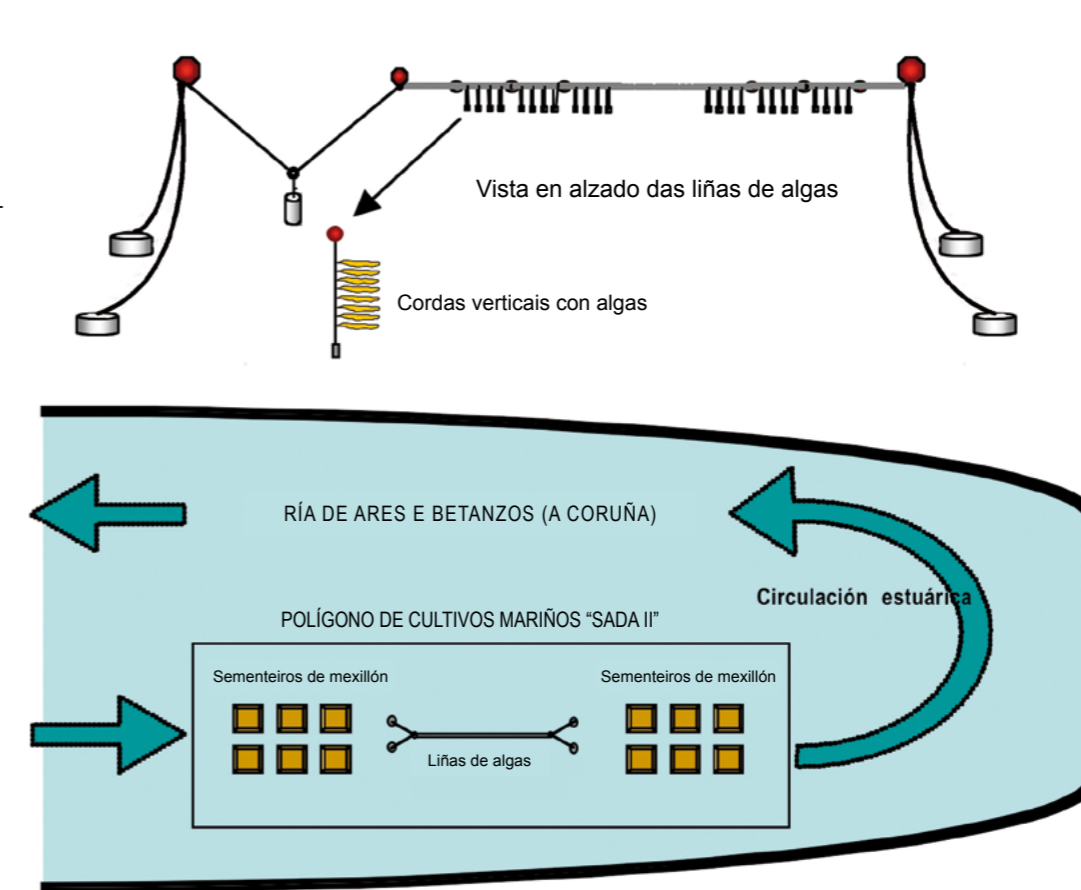 Vista en alzado das liñas de algas
Cordas verticais con algas
RÍA DE ARES E BETANZOS (A CORUÑA)
Circulación estuárica
POLÍGONO DE CULTIVOS MARIÑOS “SADA II”
Sementeiros de mexillón
Sementeiros de mexillón
Liñas de algas